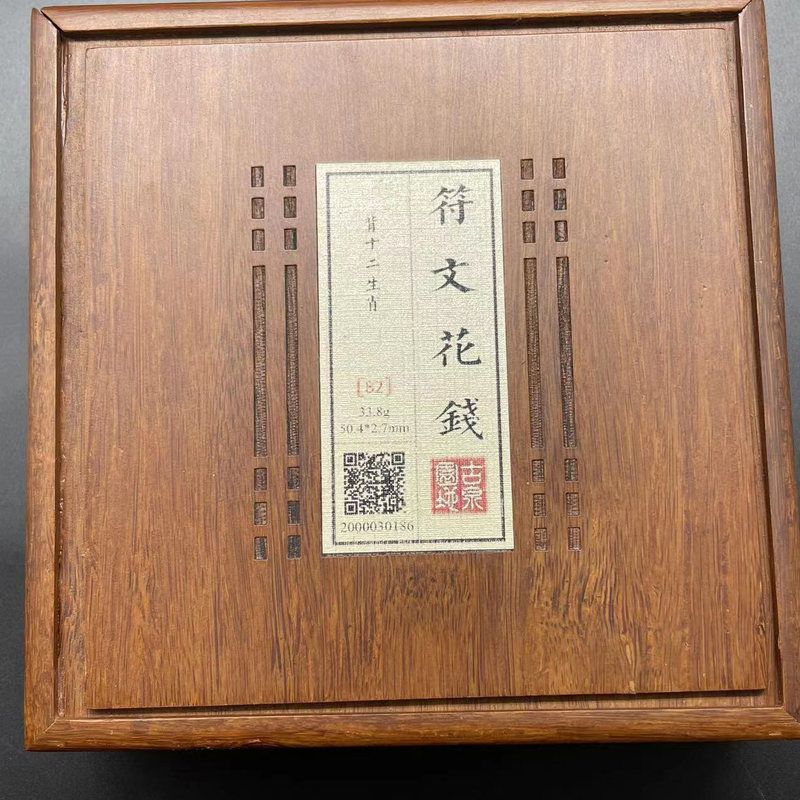 符文花錢
背十二生肖
[82]
33.8g
50.4*2.7mm
2000030186
古泉園地